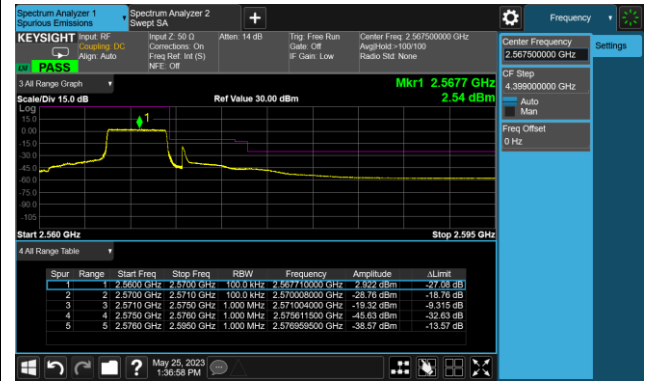 Spectrum Analyzer 1
Spurious Emissions
Spectrum Analyzer 2
Swept SA
Frequency
KEYSIGHT
Input: RF
Coupling: DC
Align: Auto
Input Z: 50 Ω
Corrections: On
Freq Ref: Int (S)
NFE: Off
Atten: 14 dB
Trig: Free Run
Gate: Off
IF Gain: Low
Center Freq: 2.567500000 GHz
Avg|Hold:>100/100
Radio Std: None
PASS
Center Frequency
2.567500000 GHz
Settings
CF Step
4.399000000 GHz
Auto
Man
Freq Offset
0 Hz
3 All Range Graph
Mkr1 2.5677 GHz
Scale/Div 15.0 dB
Ref Value 30.00 dBm
2.54 dBm
Log
15.0
0.00
-15.0
-30.0
-45.0
-60.0
-75.0
-90.0
-105
1
Start 2.560 GHz
Stop 2.595 GHz
4 All Range Table
Spur Range Start Freq Stop Freq RBW Frequency Amplitude ΔLimit
1 1 2.5600 GHz 2.5700 GHz 100.0 kHz 2.567710000 GHz 2.922 dBm -27.08 dB
2 2 2.5700 GHz 2.5710 GHz 100.0 kHz 2.570008000 GHz -28.76 dBm -18.76 dB
3 3 2.5710 GHz 2.5750 GHz 1.000 MHz 2.571004000 GHz -19.32 dBm -9.315 dB
4 4 2.5750 GHz 2.5760 GHz 1.000 MHz 2.575611500 GHz -45.63 dBm -32.63 dB
5 5 2.5760 GHz 2.5950 GHz 1.000 MHz 2.576959500 GHz -38.57 dBm -13.57 dB
May 25, 2023
1:36:58 PM